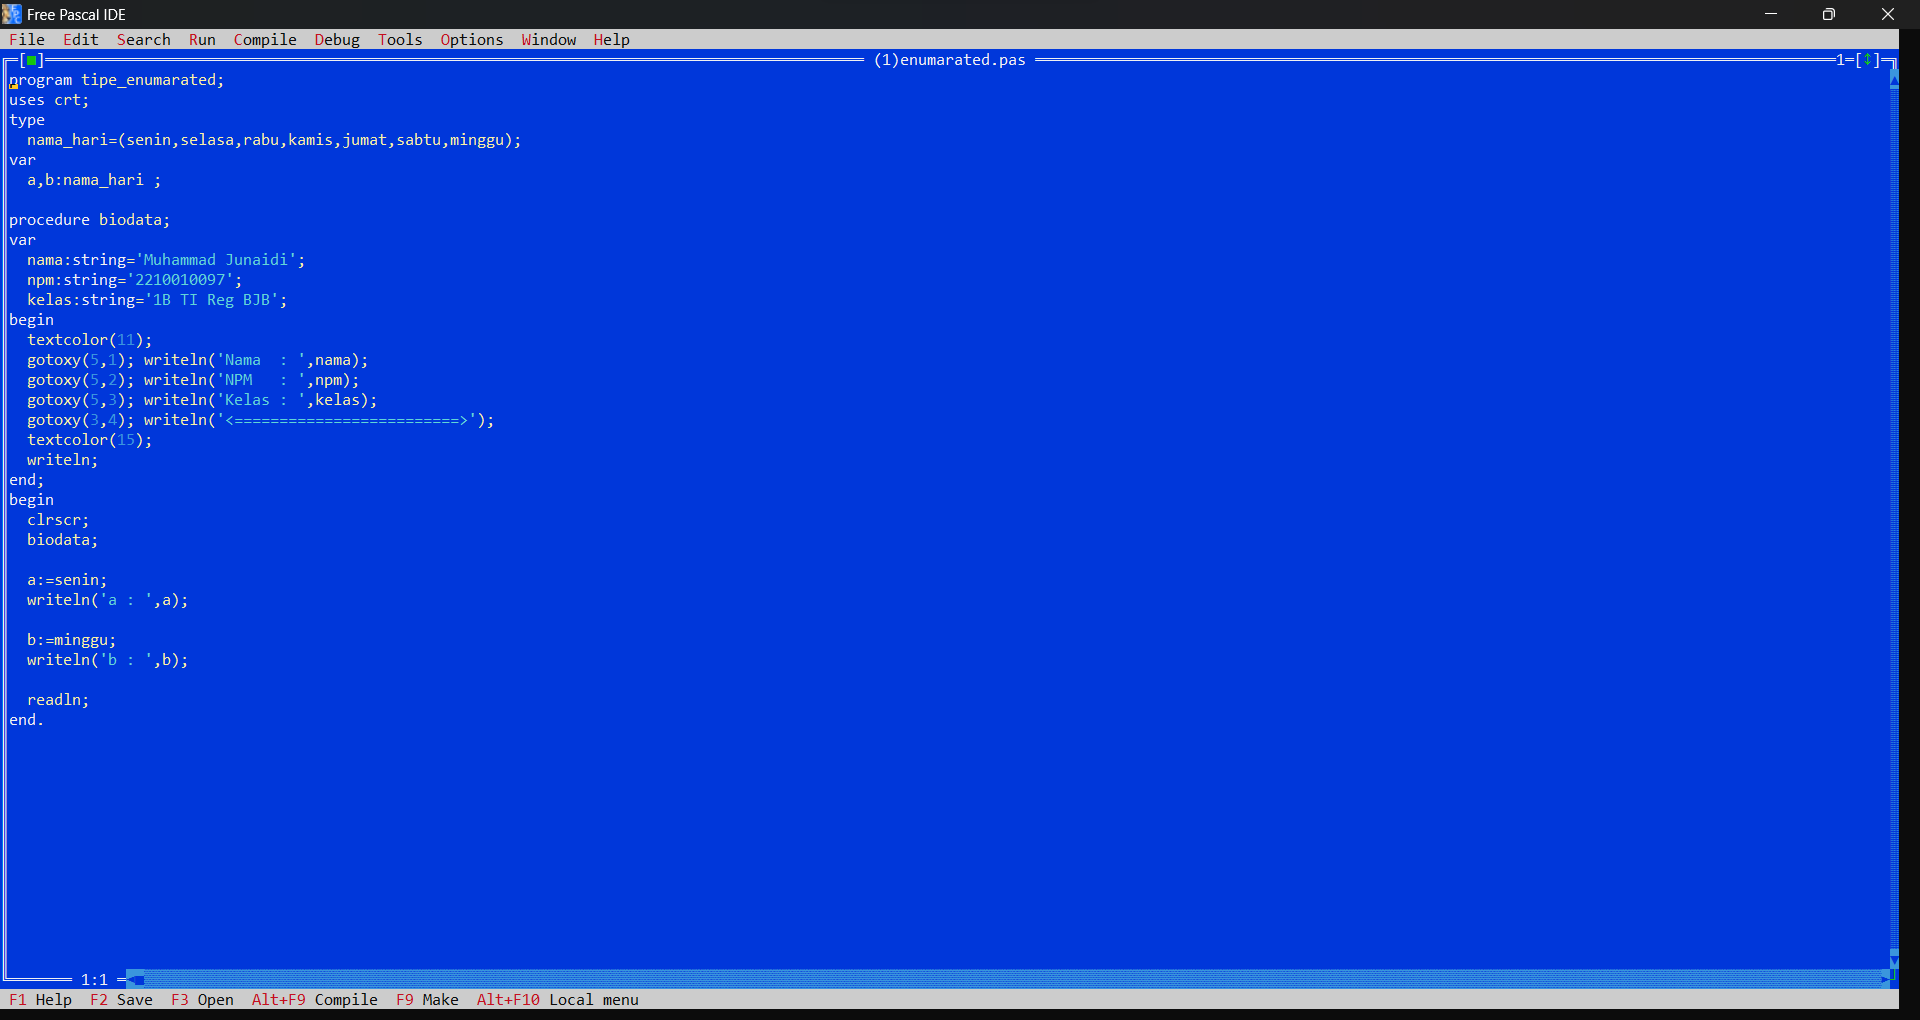 Free Pascal IDE
File  Edit  Search  Run  Compile  Debug  Tools  Options  Window  Help
[■] (1)enumarated.pas 1=[↕]
program tipe_enumarated;
uses crt;
type
  nama_hari=(senin,selasa,rabu,kamis,jumat,sabtu,minggu);
var
  a,b:nama_hari ;

procedure biodata;
var
  nama:string='Muhammad Junaidi';
  npm:string='2210010097';
  kelas:string='1B TI Reg BJB';
begin
  textcolor(11);
  gotoxy(5,1); writeln('Nama  : ',nama);
  gotoxy(5,2); writeln('NPM   : ',npm);
  gotoxy(5,3); writeln('Kelas : ',kelas);
  gotoxy(3,4); writeln('<=========================>');
  textcolor(15);
  writeln;
end;
begin
  clrscr;
  biodata;

  a:=senin;
  writeln('a : ',a);

  b:=minggu;
  writeln('b : ',b);

  readln;
end.
1:1
F1 Help  F2 Save  F3 Open  Alt+F9 Compile  F9 Make  Alt+F10 Local menu